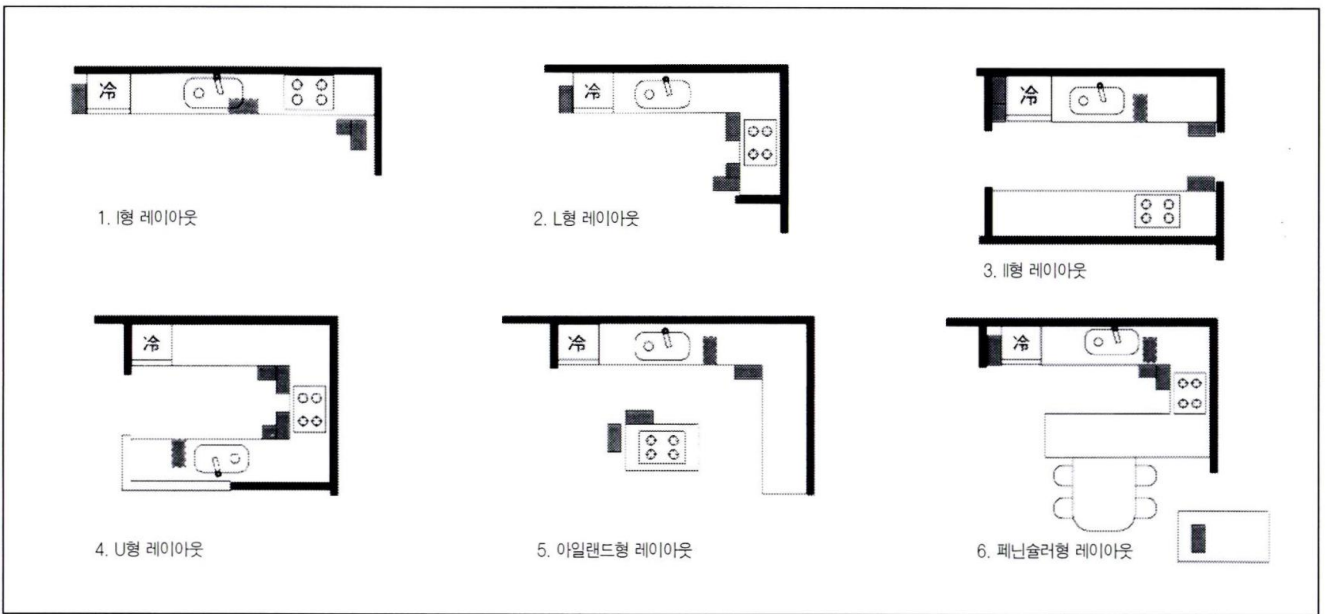 冷
冷
冷
1. I형 레이아웃
2. L형 레이아웃
3. II형 레이아웃
冷
冷
冷
4. U형 레이아웃
5. 아일랜드형 레이아웃
6. 페닌슐러형 레이아웃